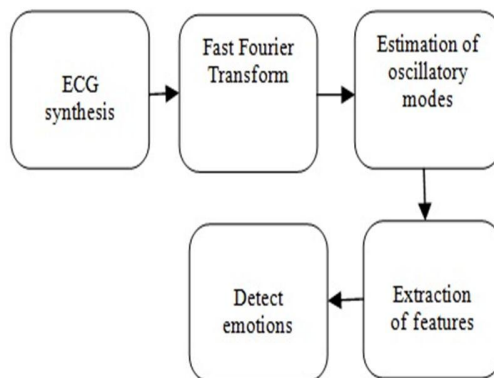 ECG
synthesis
Fast Fourier
Transform
Estimation of
oscillatory
modes
Extraction
of features
Detect
emotions